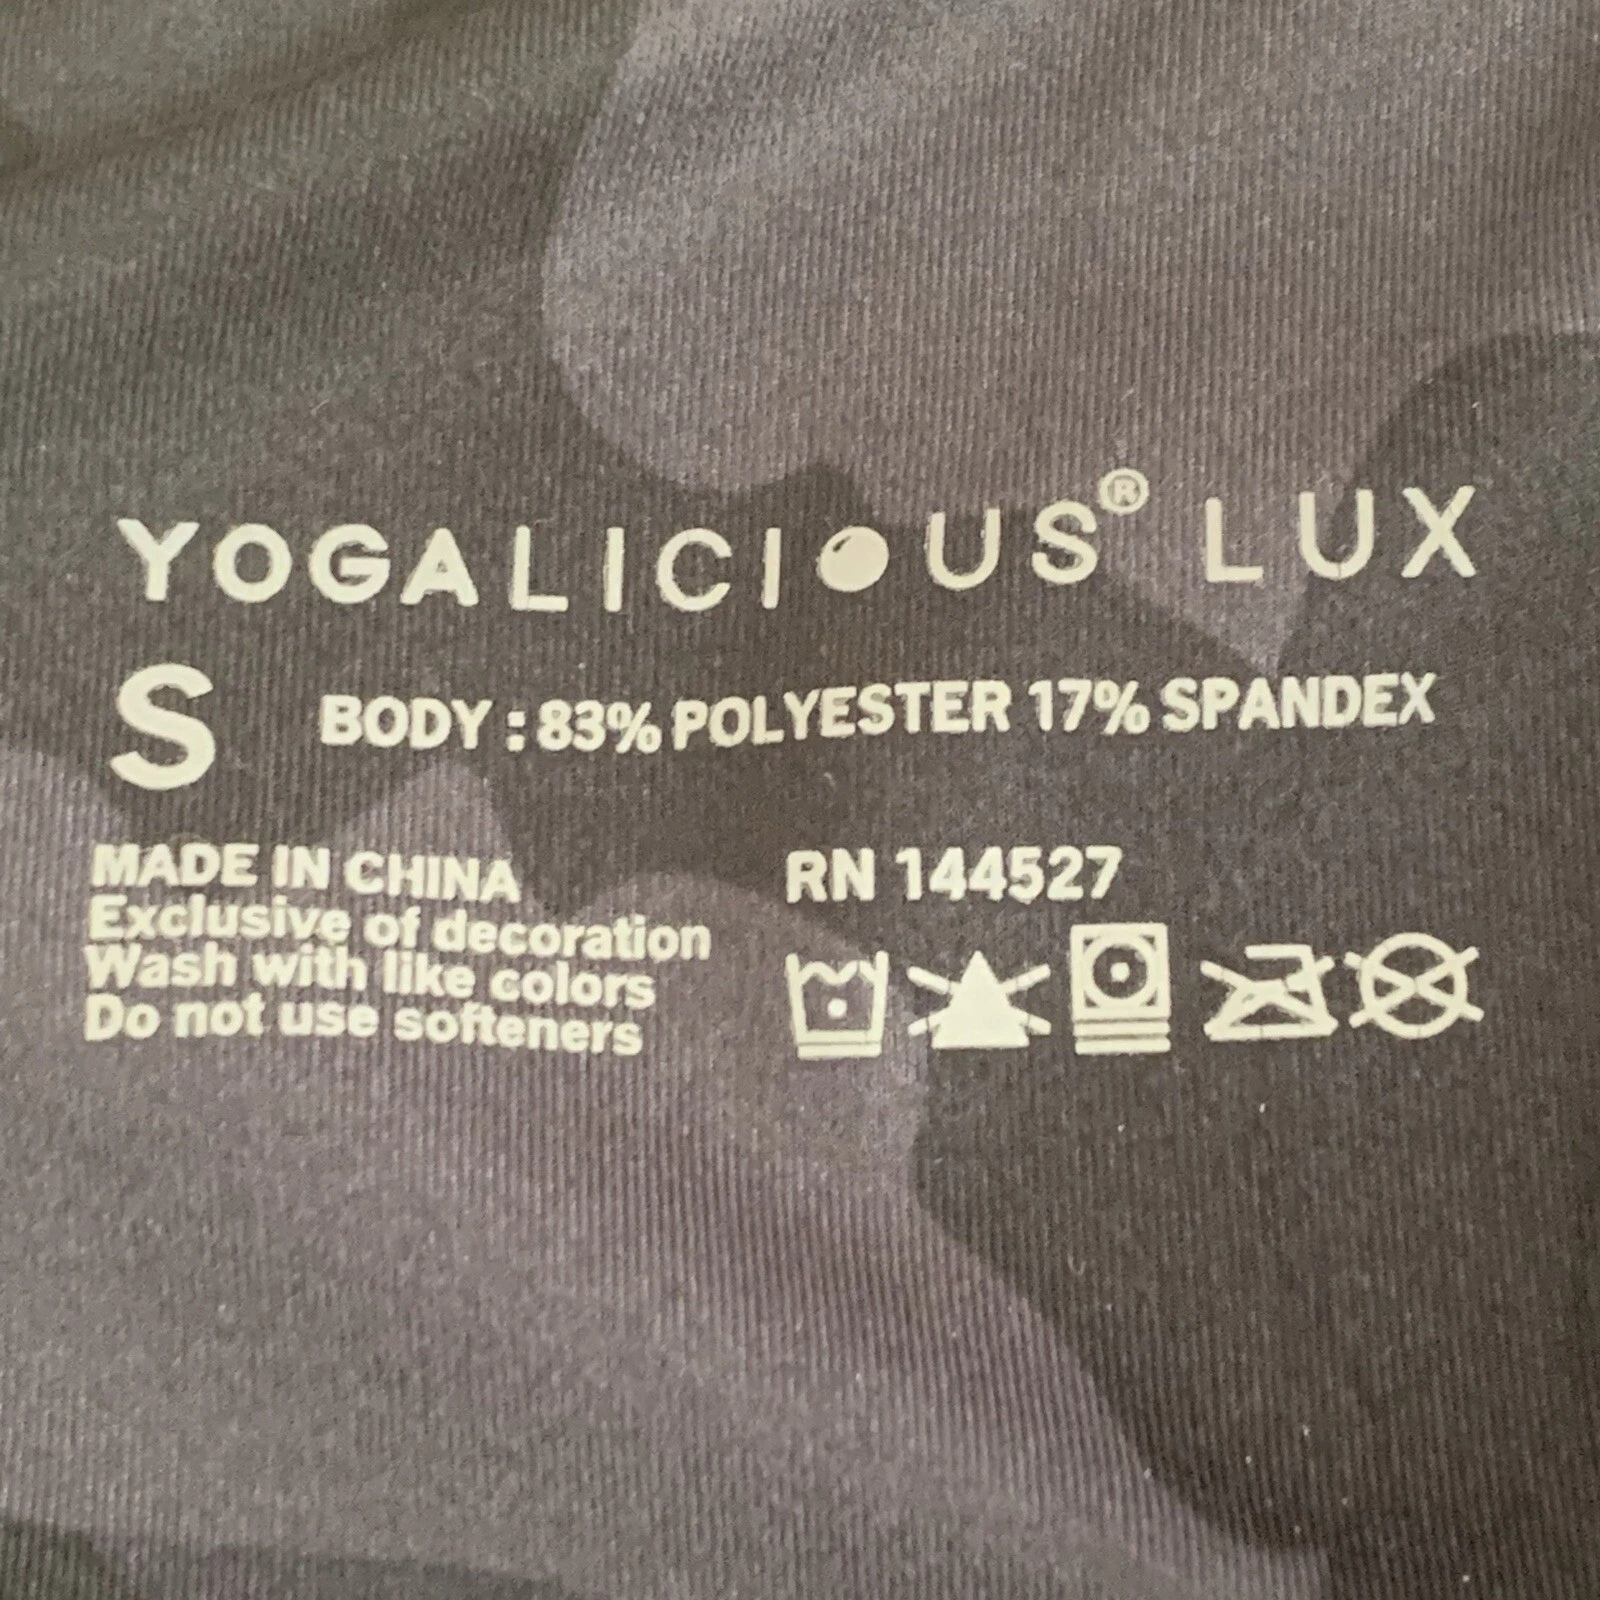 YOGALICIOUS® LUX
S BODY : 83% POLYESTER 17% SPANDEX
MADE IN CHINA
Exclusive of decoration
Wash with like colors
Do not use softeners
RN 144527